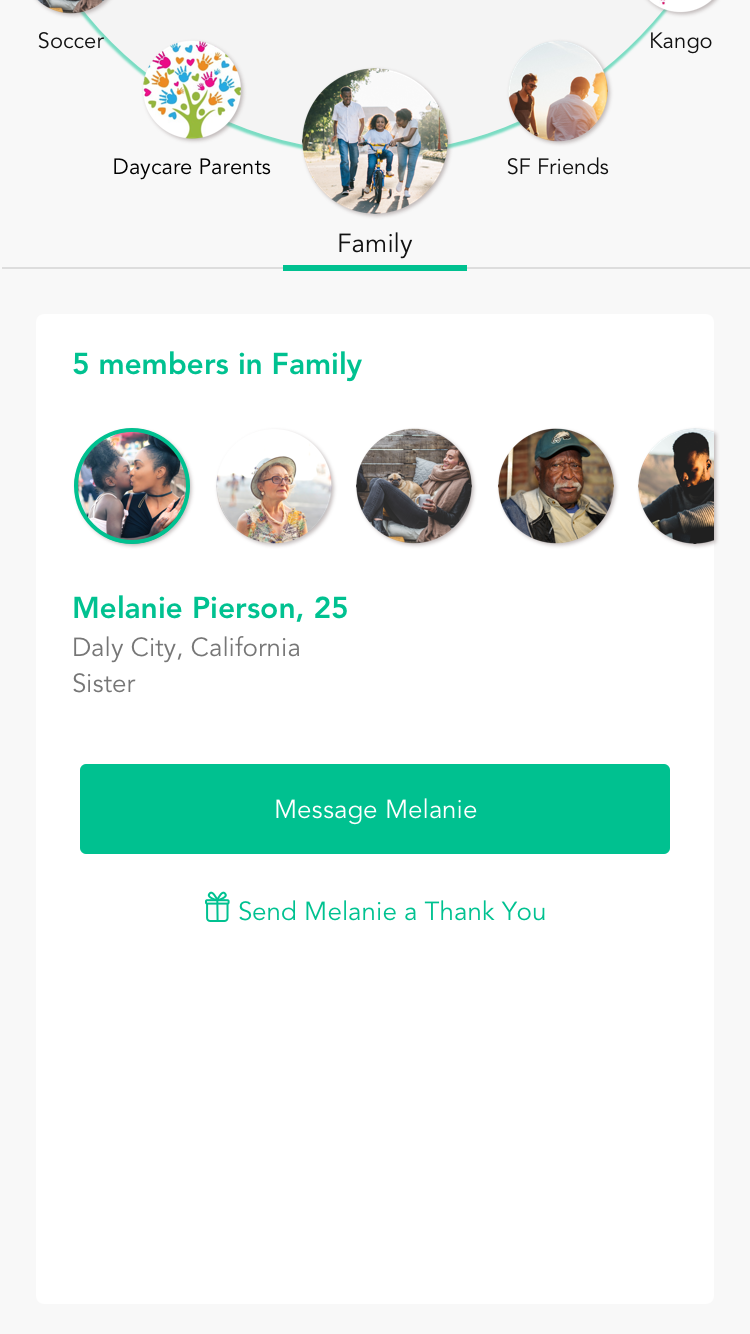 Soccer
Kango
Daycare Parents
SF Friends
Family
5 members in Family
Melanie Pierson, 25
Daly City, California
Sister
Message Melanie
Send Melanie a Thank You